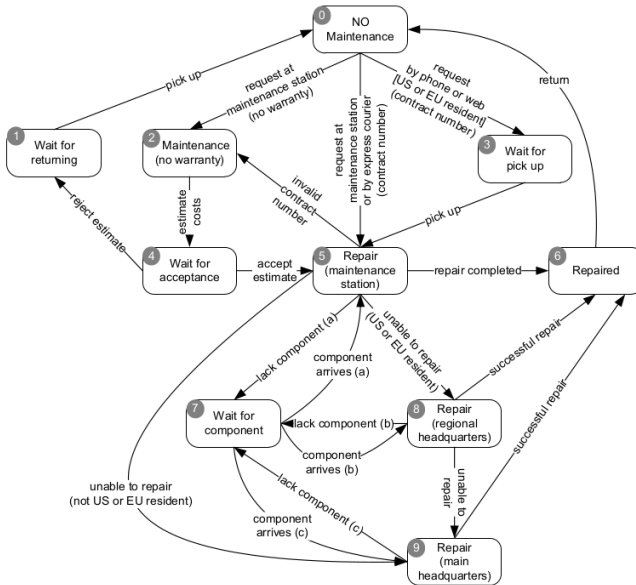 0
NO
Maintenance
pick up
request at
maintenance station
(no warranty)
request at
maintenance station
or by express courier
(contract number)
request
by phone or web
[US or EU resident]
(contract number)
return
1
Wait for
returning
2
Maintenance
(no warranty)
3
Wait for
pick up
reject estimate
estimate
costs
invalid
contract
number
pick up
4
Wait for
acceptance
accept
estimate
5
Repair
(maintenance
station)
repair completed
6
Repaired
lack component (a)
component
arrives (a)
unable to repair
(US or EU resident)
successful repair
successful repair
7
Wait for
component
lack component (b)
component
arrives (b)
8
Repair
(regional
headquarters)
unable to repair
(not US or EU resident)
component
arrives (c)
lack component (c)
unable to
repair
9
Repair
(main
headquarters)